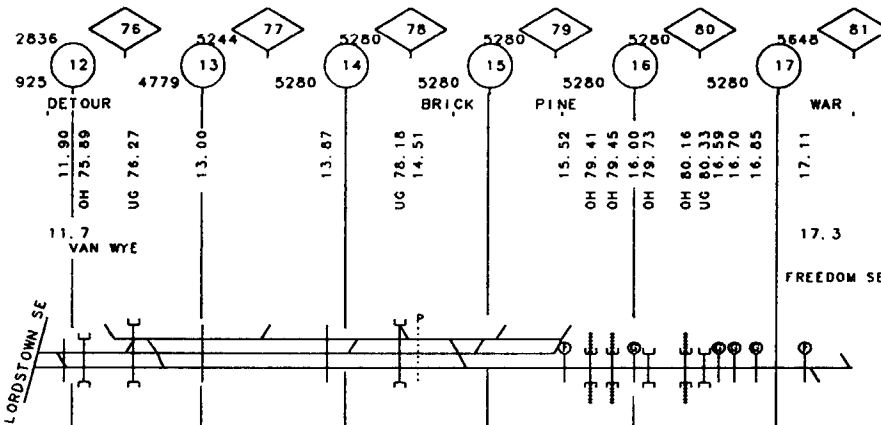 76 77 78 79 80 81
2836 5244 5280 5280 5280 5648
12 13 14 15 16 17
925 4779 5280 5280 5280 5280
DETOUR BRICK PINE WAR
11.90
OH 75.89
UG 76.27
13.00
13.87
UG 78.18
14.51
15.52
OH 79.41
OH 79.45
16.00
OH 79.73
OH 80.16
UG 80.33
16.59
16.70
16.85
17.11
11.7 17.3
VAN WYE
FREEDOM SE
LORDSTOWN SE
P
F G G G G F